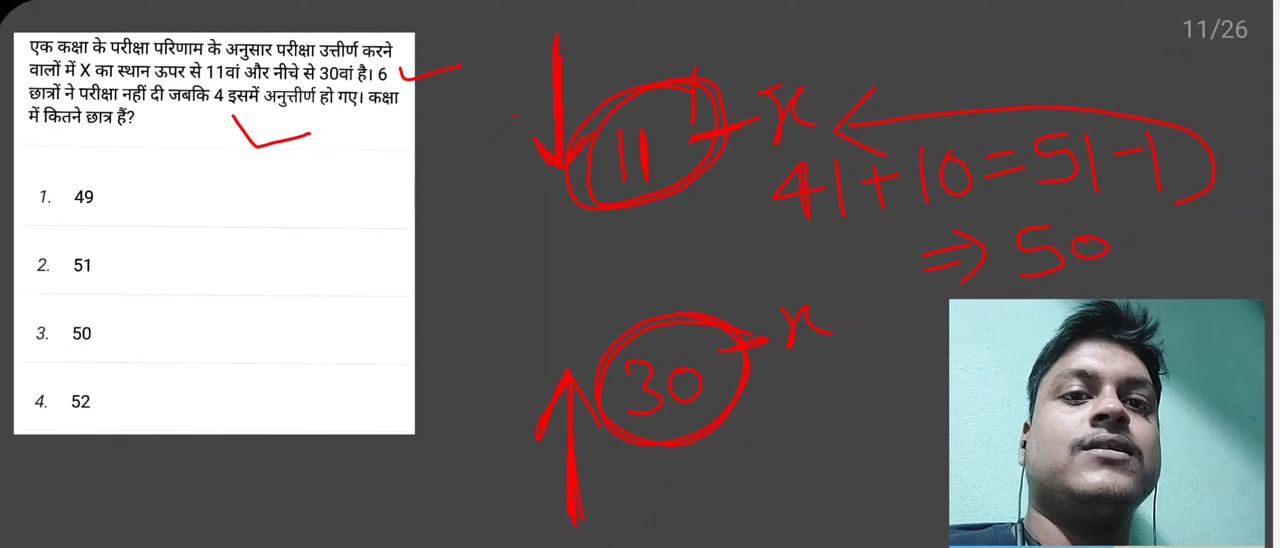 11/26
एक कक्षा के परीक्षा परिणाम के अनुसार परीक्षा उत्तीर्ण करने
वालों में X का स्थान ऊपर से 11वां और नीचे से 30वां है। 6
छात्रों ने परीक्षा नहीं दी जबकि 4 इसमें अनुत्तीर्ण हो गए। कक्षा
में कितने छात्र हैं?
1. 49
2. 51
3. 50
4. 52
11 x
41+10=51-1
⇒ 50
30 x